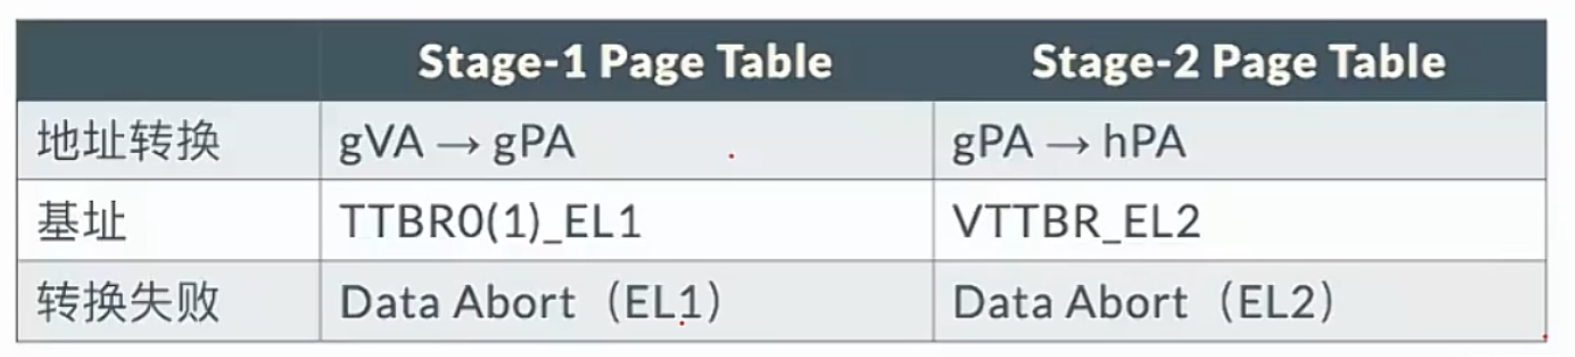 Stage-1 Page Table Stage-2 Page Table
地址转换 gVA → gPA gPA → hPA
基址 TTBR0(1)_EL1 VTTBR_EL2
转换失败 Data Abort（EL1） Data Abort（EL2）